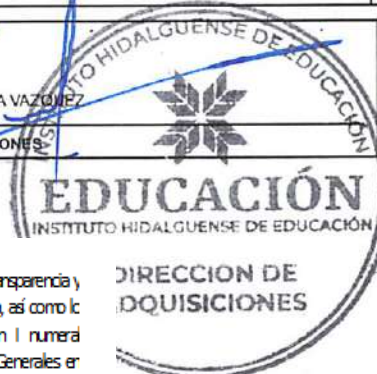 INSTITUTO HIDALGUENSE DE EDUCACIÓN
A VAZQUEZ
ONES
EDUCACIÓN
INSTITUTO HIDALGUENSE DE EDUCACIÓN
DIRECCION DE
ADQUISICIONES
nsparencia y
, así como lo
n I numeral
Generales en